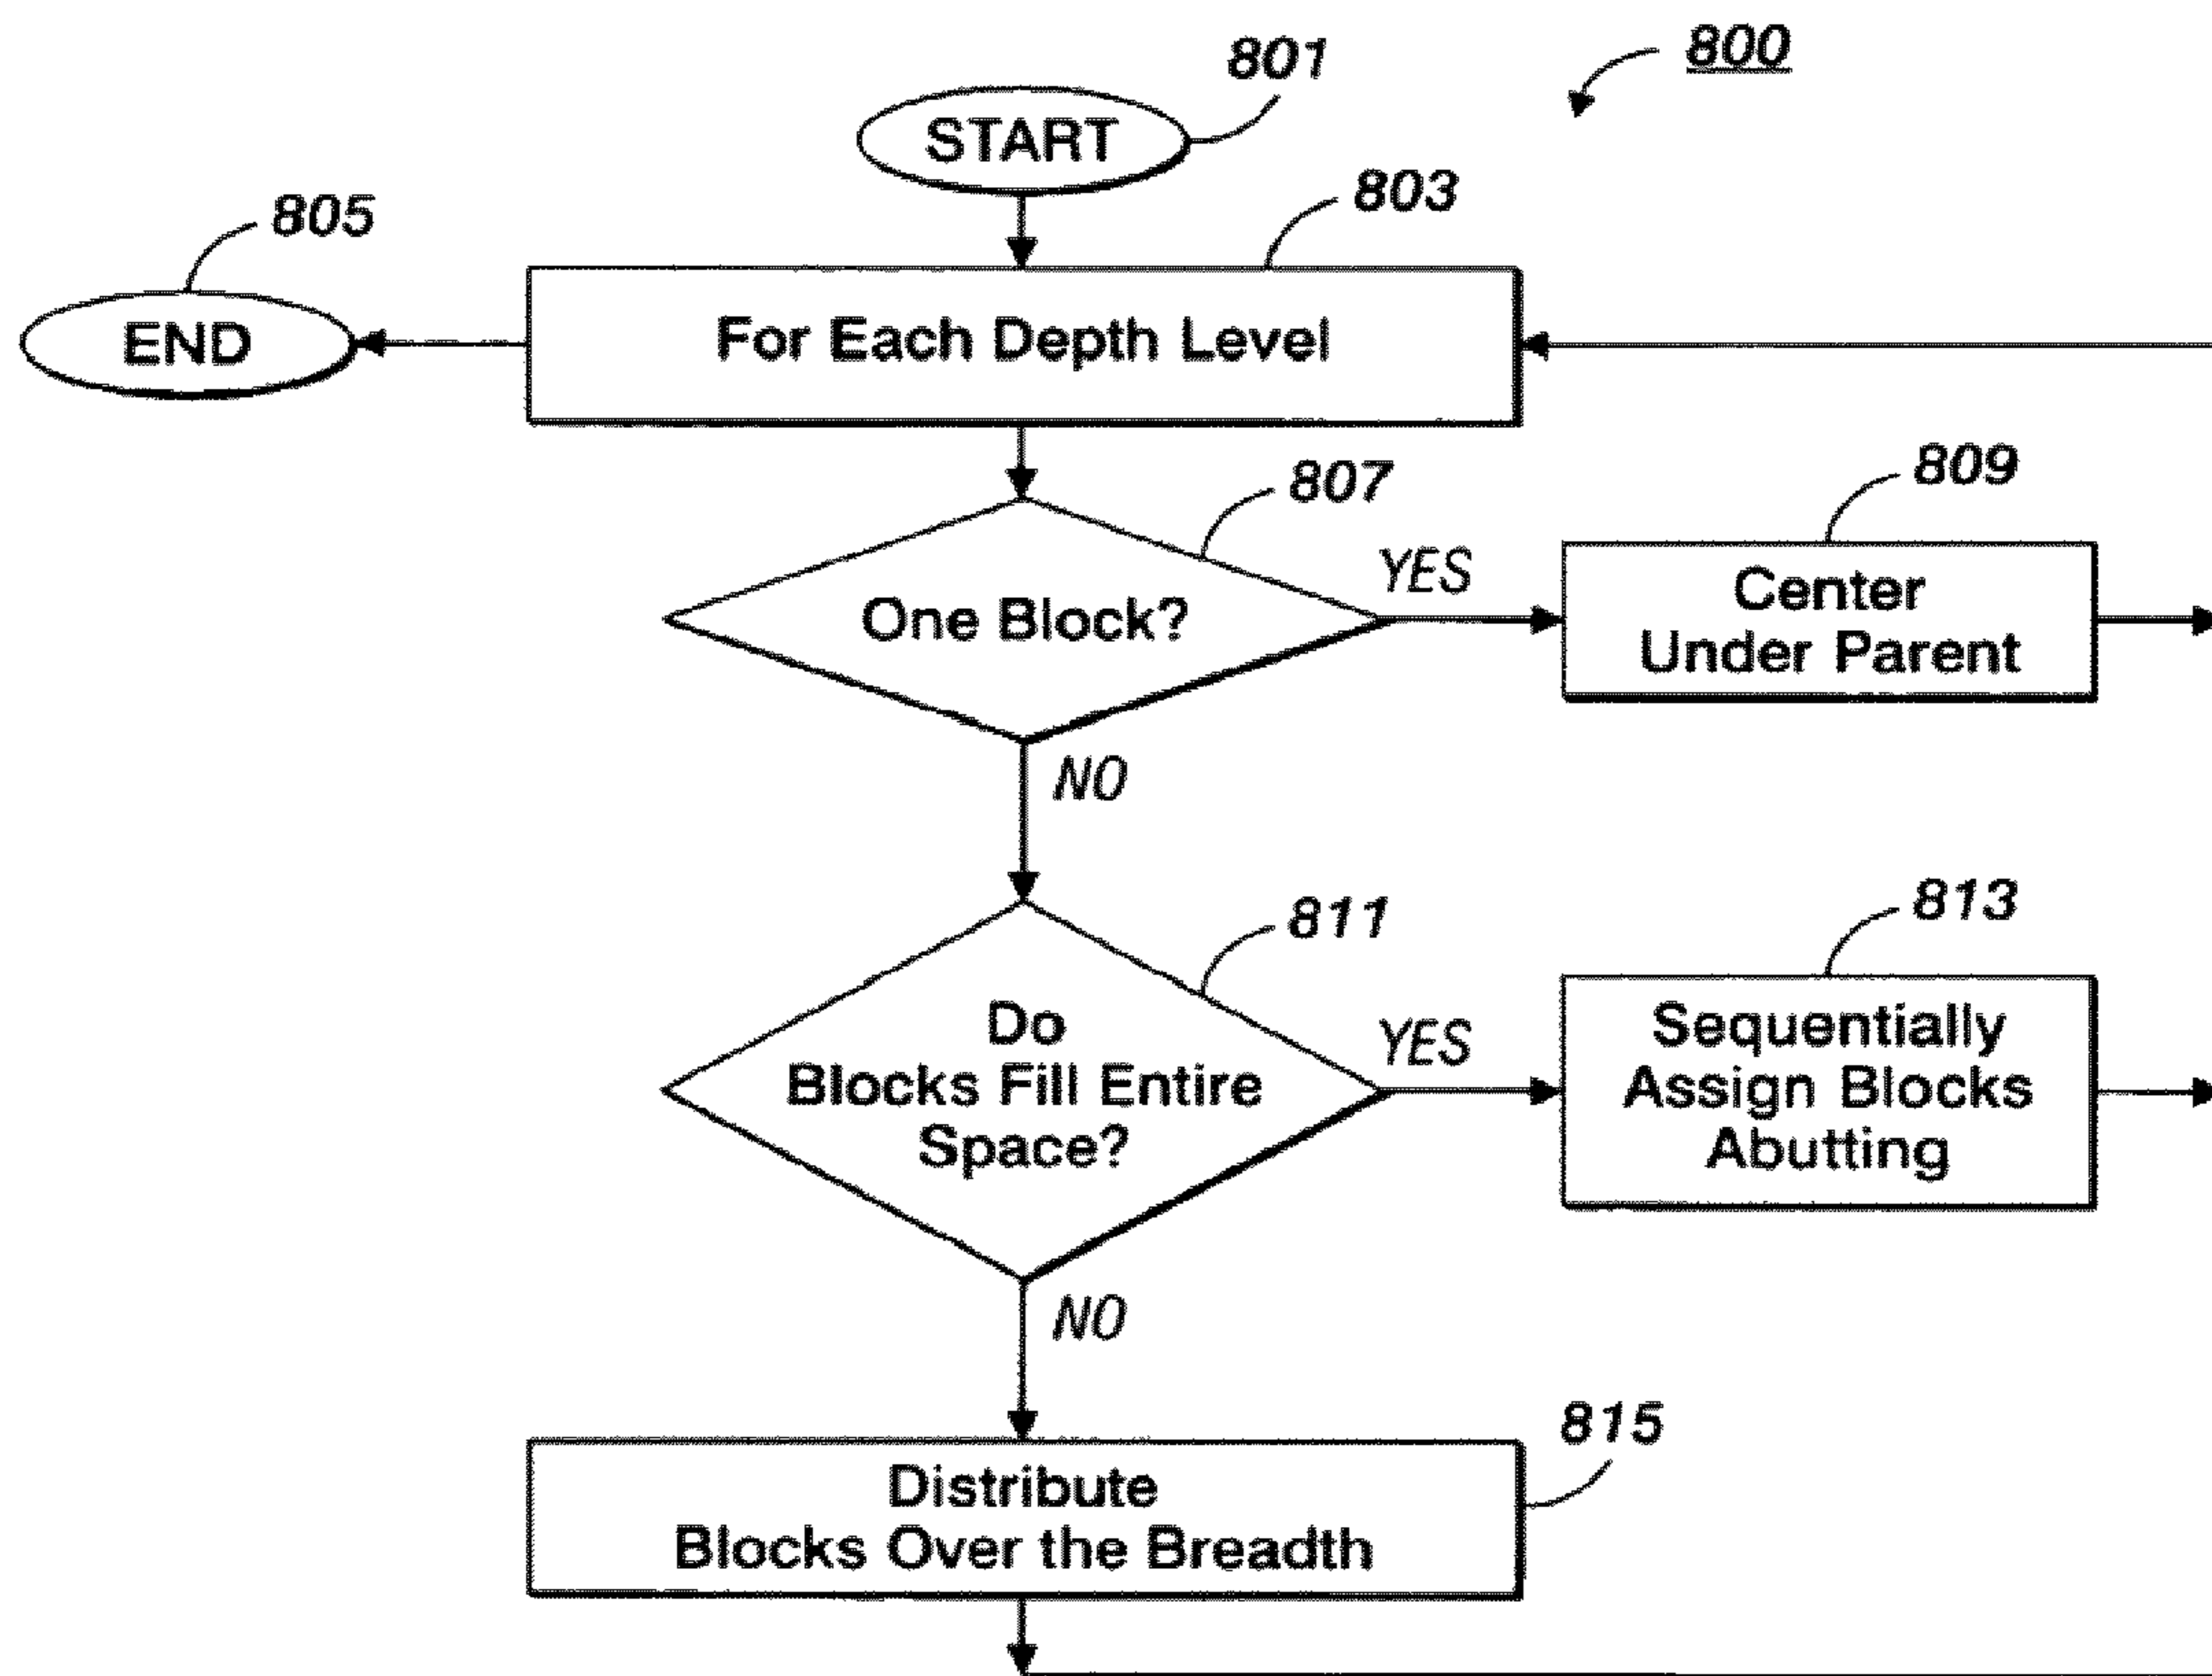 800
801
START
803
805
END
For Each Depth Level
807
809
One Block?
YES
Center
Under Parent
NO
811
813
Do
Blocks Fill Entire
Space?
YES
Sequentially
Assign Blocks
Abutting
NO
815
Distribute
Blocks Over the Breadth